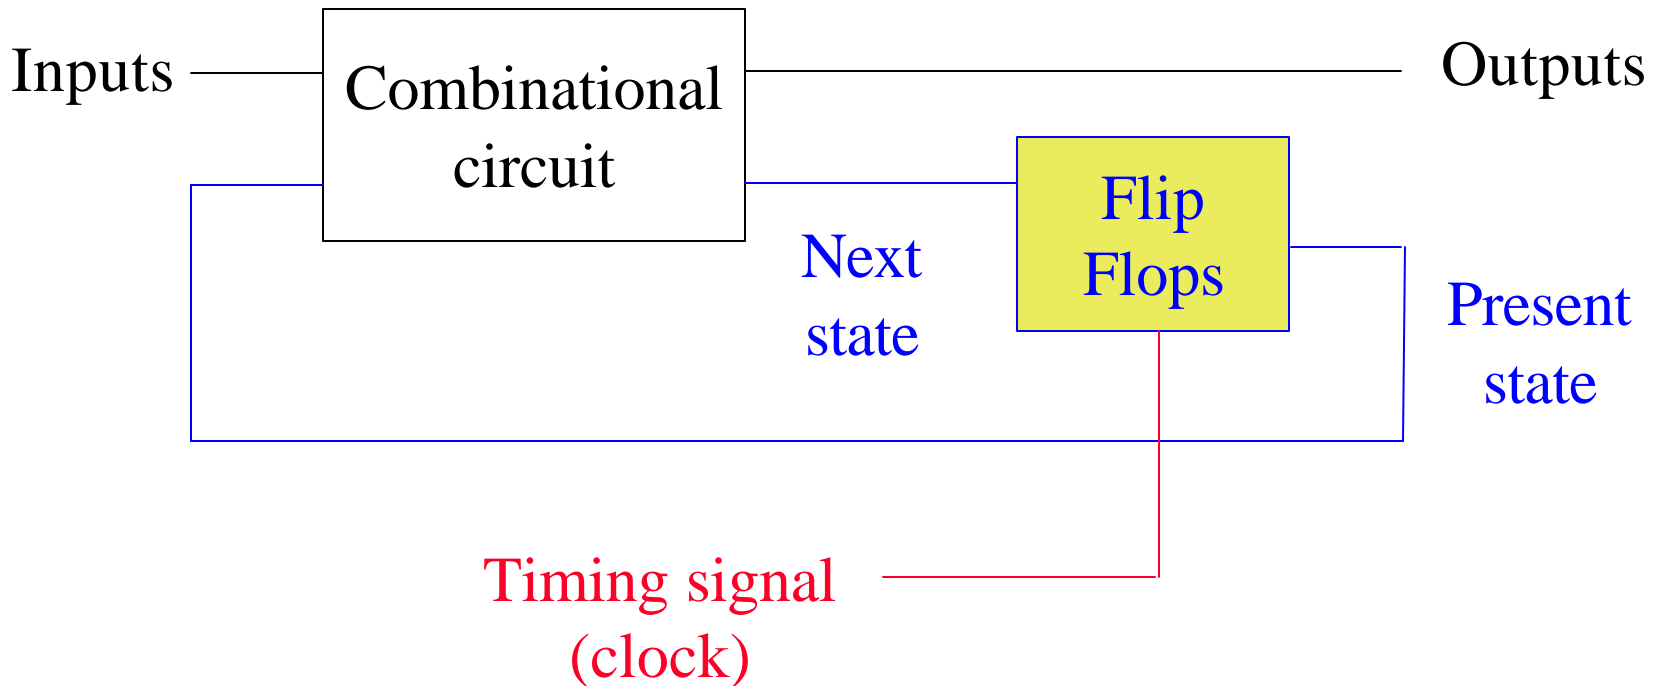 Inputs
Combinational
circuit
Outputs
Flip
Flops
Next
state
Present
state
Timing signal
(clock)